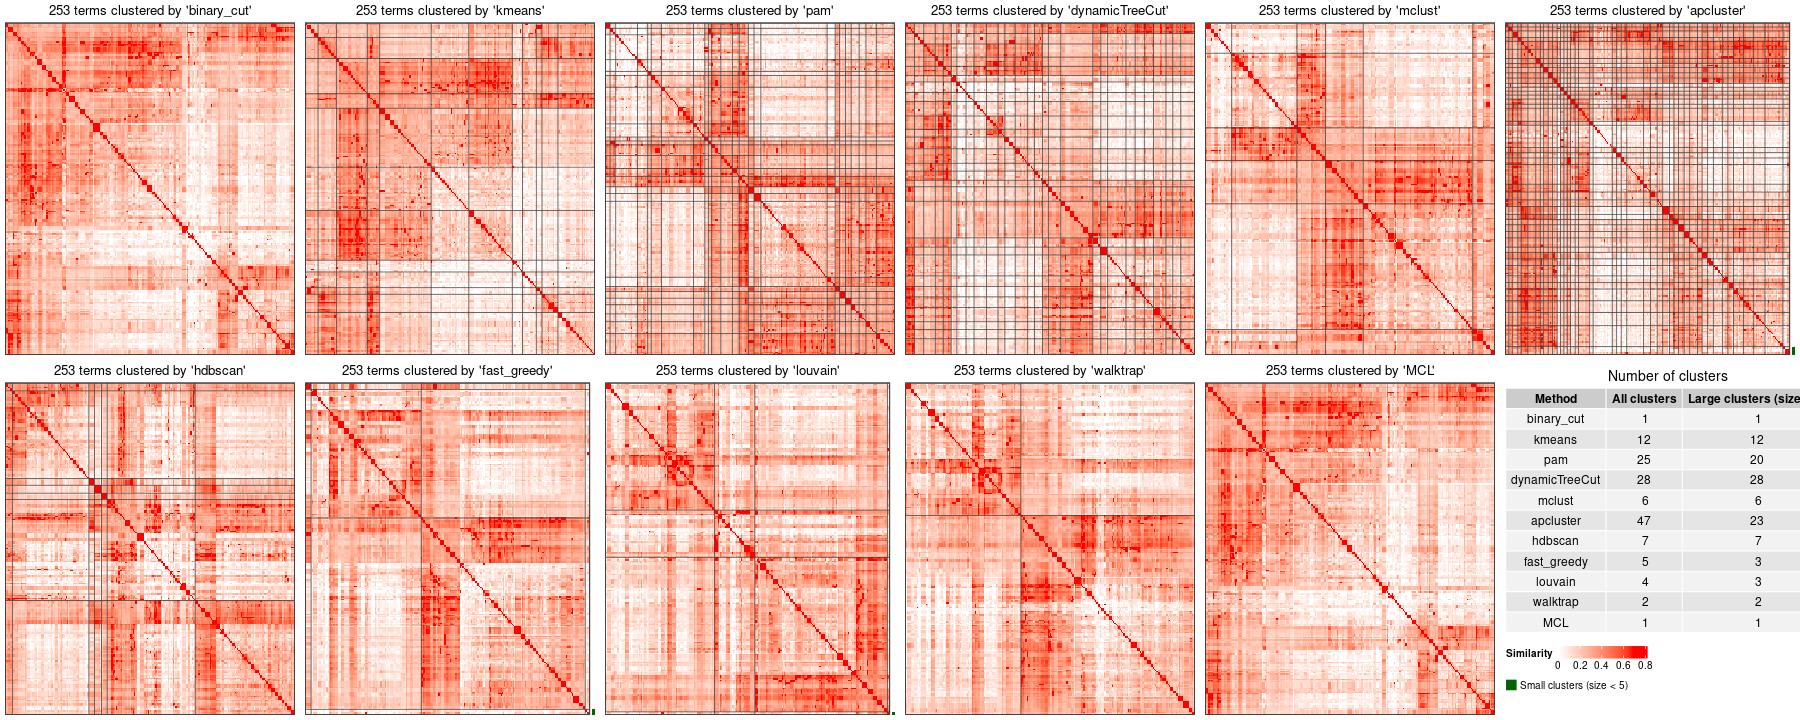 253 terms clustered by 'binary_cut'
253 terms clustered by 'kmeans'
253 terms clustered by 'pam'
253 terms clustered by 'dynamicTreeCut'
253 terms clustered by 'mclust'
253 terms clustered by 'apcluster'
253 terms clustered by 'hdbscan'
253 terms clustered by 'fast_greedy'
253 terms clustered by 'louvain'
253 terms clustered by 'walktrap'
253 terms clustered by 'MCL'
Number of clusters
Method All clusters Large clusters (size
binary_cut 1 1
kmeans 12 12
pam 25 20
dynamicTreeCut 28 28
mclust 6 6
apcluster 47 23
hdbscan 7 7
fast_greedy 5 3
louvain 4 3
walktrap 2 2
MCL 1 1
Similarity
0 0.2 0.4 0.6 0.8
Small clusters (size < 5)